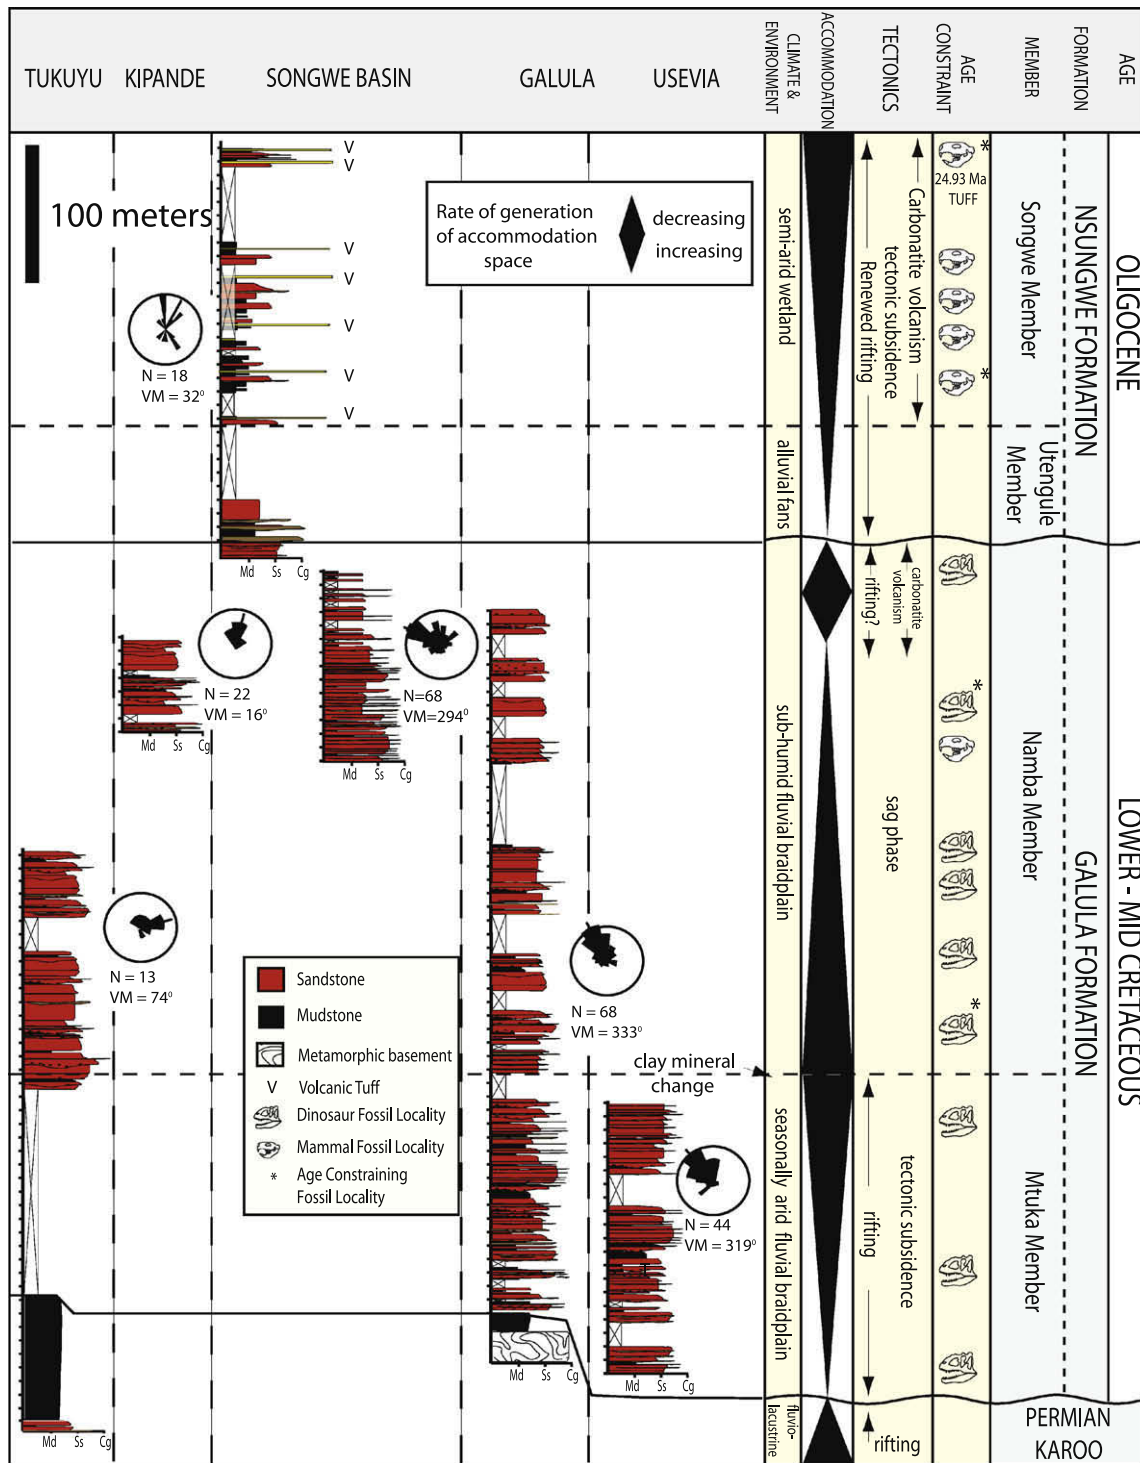 TUKUYU
KIPANDE
SONGWE BASIN
GALULA
USEVIA
CLIMATE &
ENVIRONMENT
ACCOMMODATION
TECTONICS
AGE
CONSTRAINT
MEMBER
FORMATION
AGE
100 meters
V
V
V
V
V
V
V
Rate of generation
of accommodation
space
decreasing
increasing
N = 18
VM = 32⁰
Md Ss Cg
N = 22
VM = 16⁰
Md Ss Cg
N=68
VM=294⁰
Md Ss Cg
N = 13
VM = 74⁰
Md Ss Cg
N = 68
VM = 333⁰
Md Ss Cg
clay mineral
change
N = 44
VM = 319⁰
T
Md Ss Cg
Sandstone
Mudstone
Metamorphic basement
V Volcanic Tuff
Dinosaur Fossil Locality
Mammal Fossil Locality
* Age Constraining
Fossil Locality
semi-arid wetland
alluvial fans
sub-humid fluvial braidplain
seasonally arid fluvial braidplain
fluvio-
lacustrine
Carbonatite volcanism
tectonic subsidence
Renewed rifting
carbonatite
volcanism
rifting?
sag phase
tectonic subsidence
rifting
rifting
*
24.93 Ma
TUFF
*
*
*
Songwe Member
Utengule
Member
Namba Member
Mtuka Member
NSUNGWE FORMATION
GALULA FORMATION
OLIGOCENE
LOWER - MID CRETACEOUS
PERMIAN
KAROO